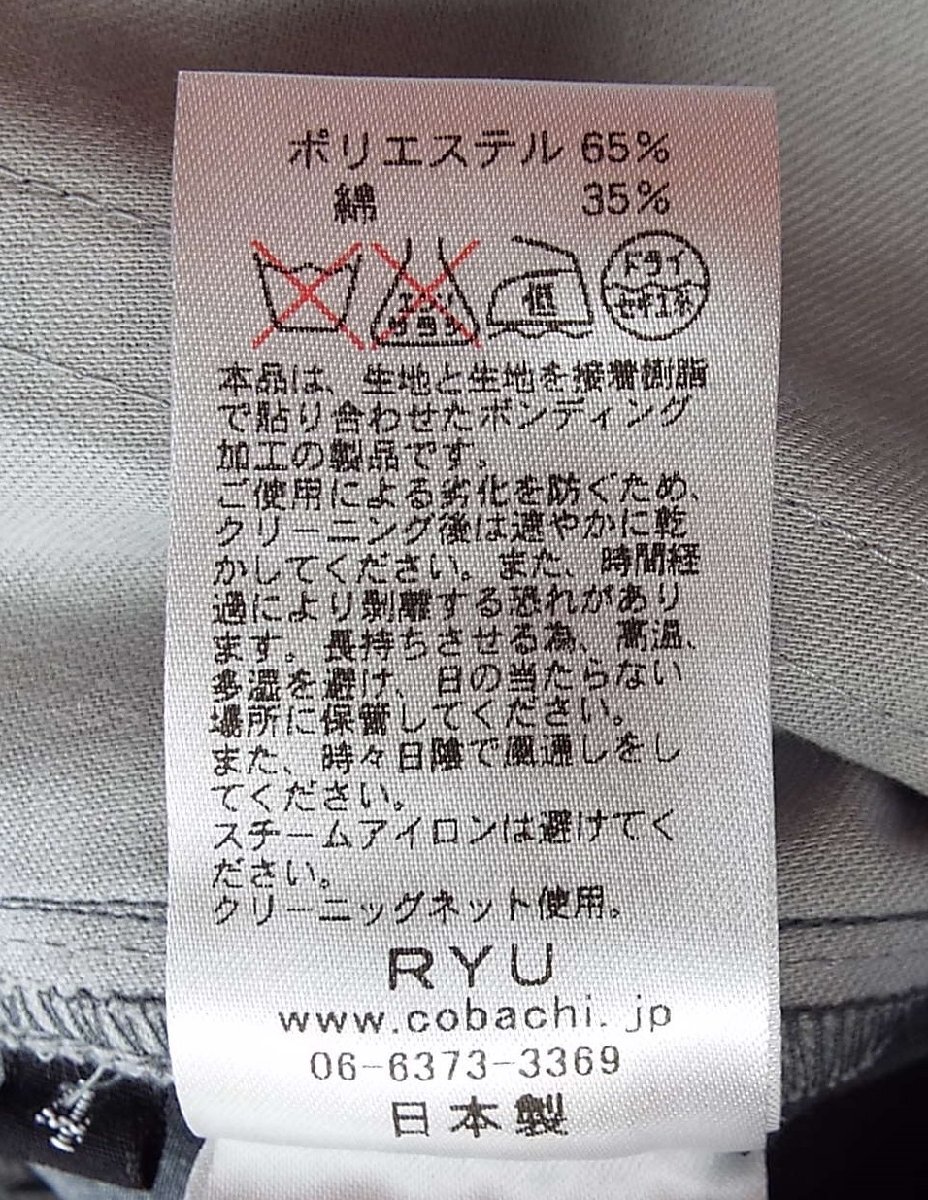 ポリエステル 65%
綿 35%
エンソ
サラシ
低
ドライ
セキユ系
本品は、生地と生地を接着樹脂
で貼り合わせたボンディング
加工の製品です。
ご使用による劣化を防ぐため、
クリーニング後は速やかに乾
かしてください。また、時間経
過により剥離する恐れがあり
ます。長持ちさせる為、高温、
多湿を避け、日の当たらない
場所に保管してください。
また、時々日陰で風通しをし
てください。
スチームアイロンは避けてく
ださい。
クリーニッグネット使用。
RYU
www.cobachi.jp
06-6373-3369
日本製